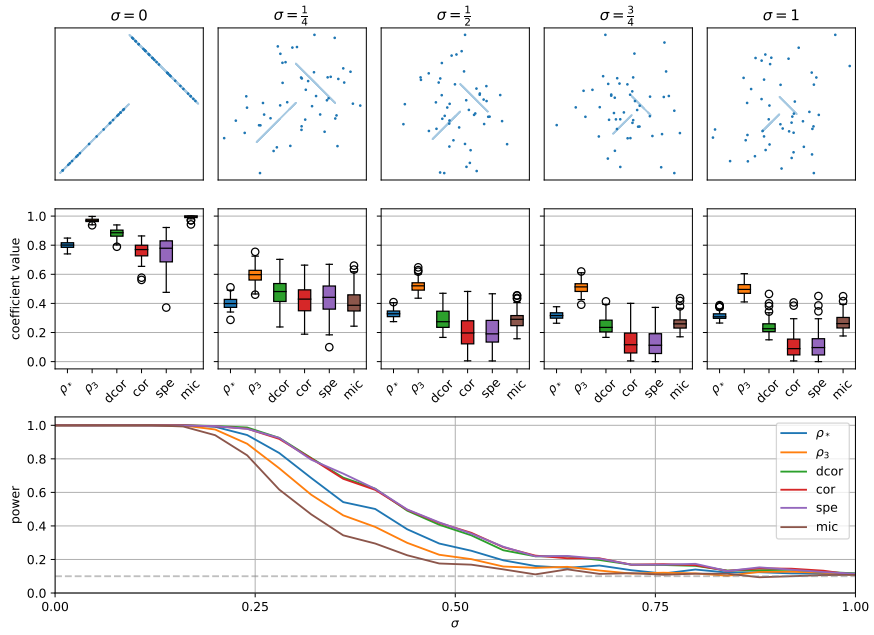 σ = 0 σ = 1/4 σ = 1/2 σ = 3/4 σ = 1
coefficient value
1.0
0.8
0.6
0.4
0.2
0.0
ρ* ρ3 dcor cor spe mic ρ* ρ3 dcor cor spe mic ρ* ρ3 dcor cor spe mic ρ* ρ3 dcor cor spe mic ρ* ρ3 dcor cor spe mic
power
1.0
0.8
0.6
0.4
0.2
0.0
ρ*
ρ3
dcor
cor
spe
mic
0.00 0.25 0.50 0.75 1.00
σ